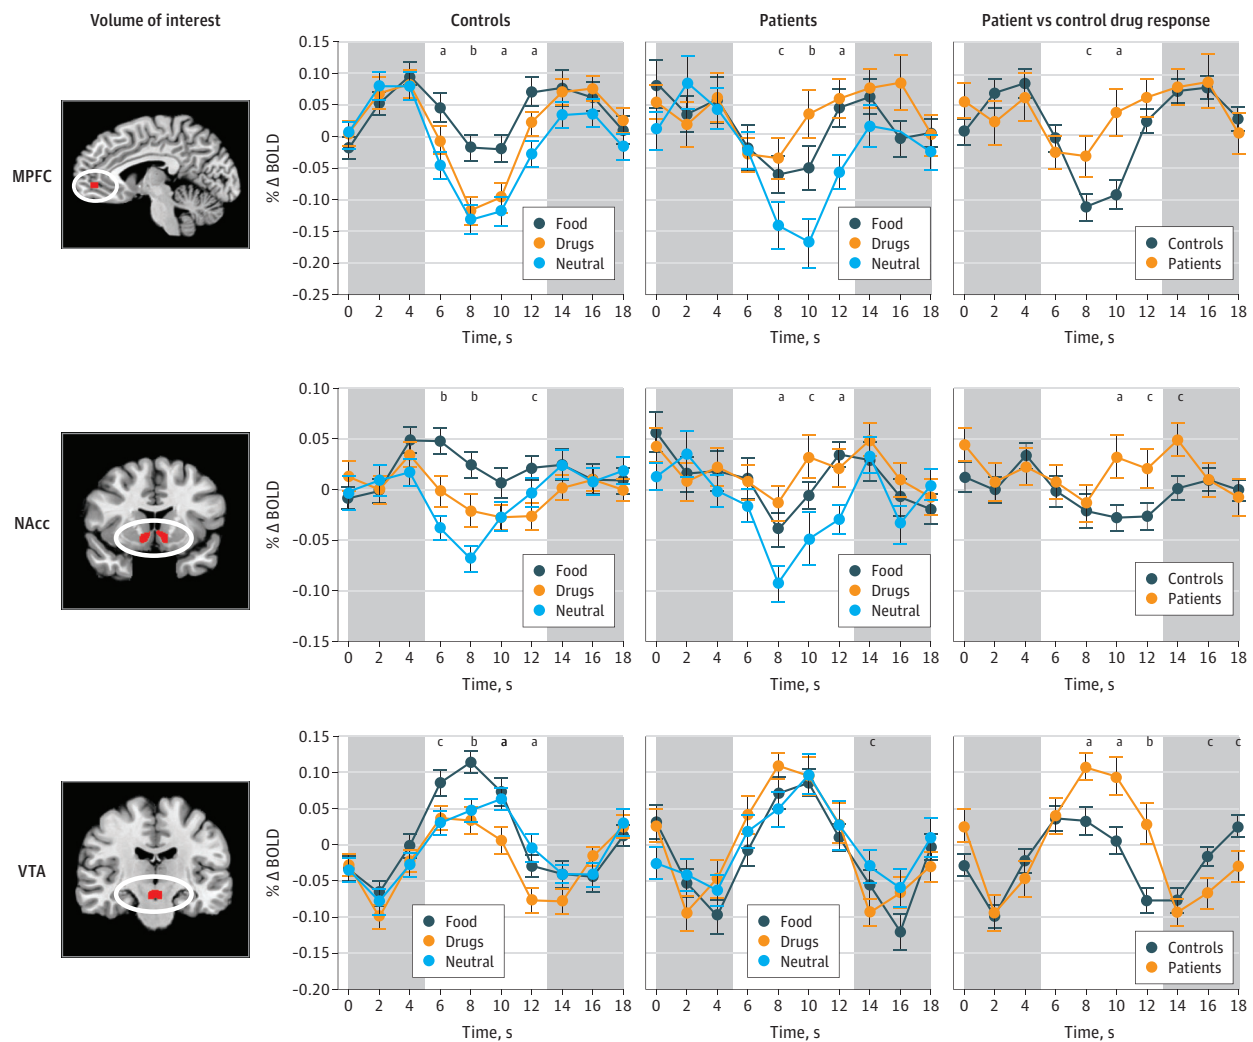 Volume of interest
Controls
Patients
Patient vs control drug response
MPFC
% Δ BOLD
0.15
0.10
0.05
0
-0.05
-0.10
-0.15
-0.20
-0.25
a b a a
Food
Drugs
Neutral
0 2 4 6 8 10 12 14 16 18
Time, s
c b a
Food
Drugs
Neutral
0 2 4 6 8 10 12 14 16 18
Time, s
c a
Controls
Patients
0 2 4 6 8 10 12 14 16 18
Time, s
NAcc
% Δ BOLD
0.10
0.05
0
-0.05
-0.10
-0.15
b b c
Food
Drugs
Neutral
0 2 4 6 8 10 12 14 16 18
Time, s
a c a
Food
Drugs
Neutral
0 2 4 6 8 10 12 14 16 18
Time, s
a c c
Controls
Patients
0 2 4 6 8 10 12 14 16 18
Time, s
VTA
% Δ BOLD
0.15
0.10
0.05
0
-0.05
-0.10
-0.15
-0.20
c b a a
Food
Drugs
Neutral
0 2 4 6 8 10 12 14 16 18
Time, s
c
Food
Drugs
Neutral
0 2 4 6 8 10 12 14 16 18
Time, s
a a b c c
Controls
Patients
0 2 4 6 8 10 12 14 16 18
Time, s